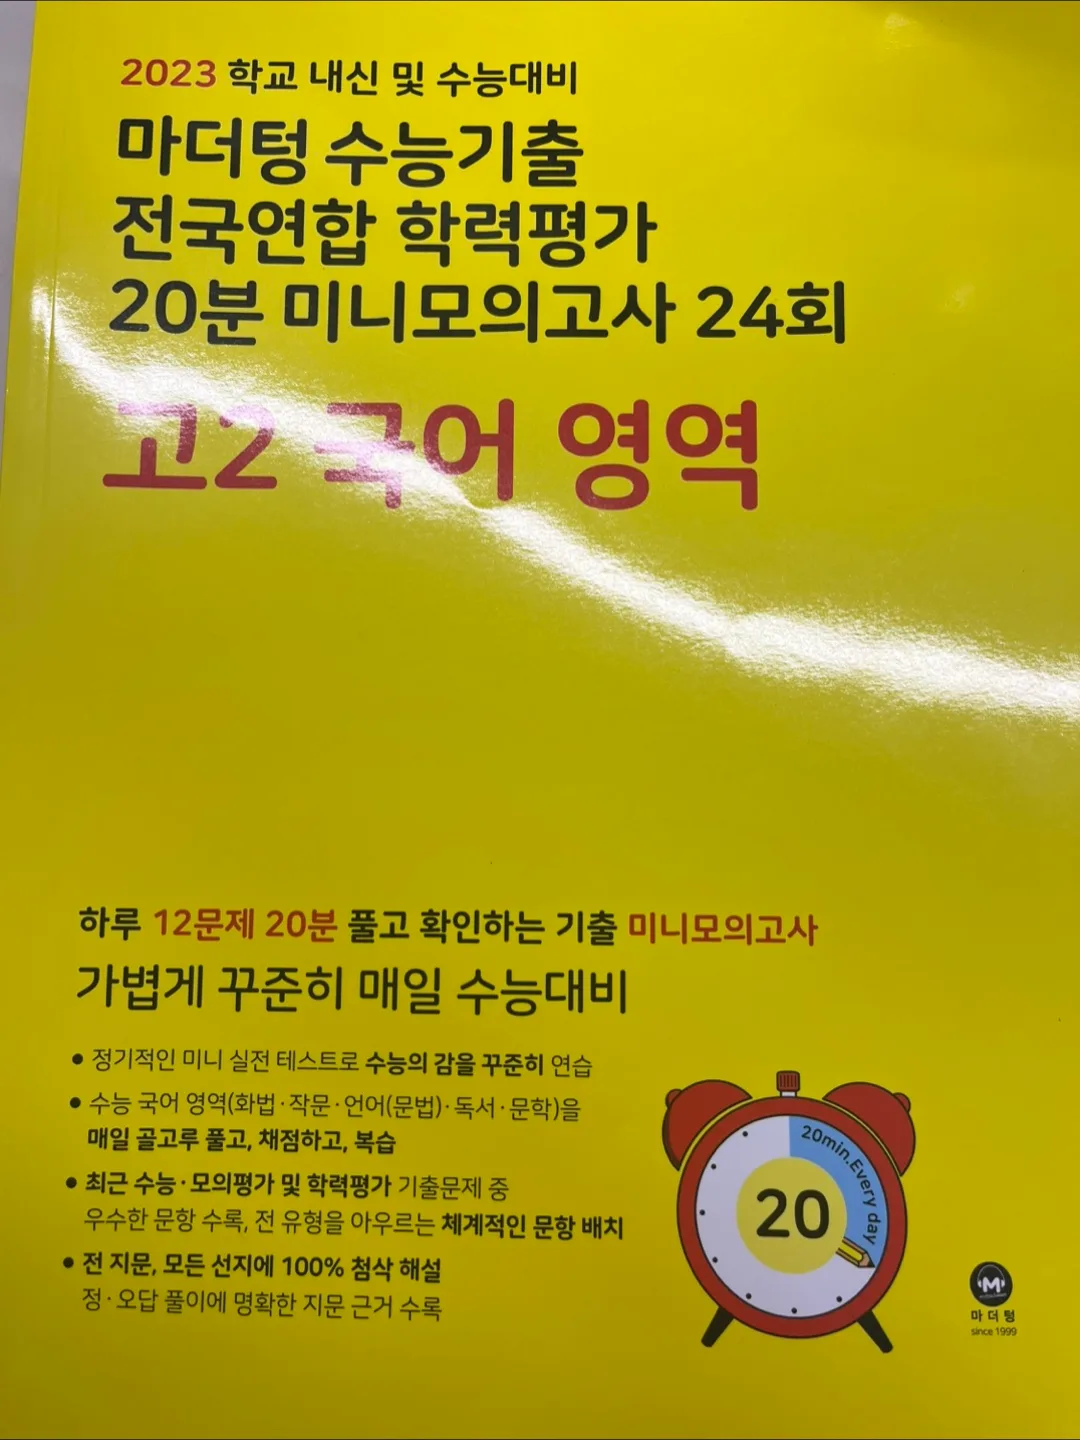 2023 학교 내신 및 수능대비
마더텅 수능기출
전국연합 학력평가
20분 미니모의고사 24회
고2 국어 영역
하루 12문제 20분 풀고 확인하는 기출 미니모의고사
가볍게 꾸준히 매일 수능대비
● 정기적인 미니 실전 테스트로 수능의 감을 꾸준히 연습
● 수능 국어 영역(화법·작문·언어(문법)·독서·문학)을
매일 골고루 풀고, 채점하고, 복습
● 최근 수능·모의평가 및 학력평가 기출문제 중
우수한 문항 수록, 전 유형을 아우르는 체계적인 문항 배치
● 전 지문, 모든 선지에 100% 첨삭 해설
정·오답 풀이에 명확한 지문 근거 수록
20min.Every day
20
M
마더텅
since 1999